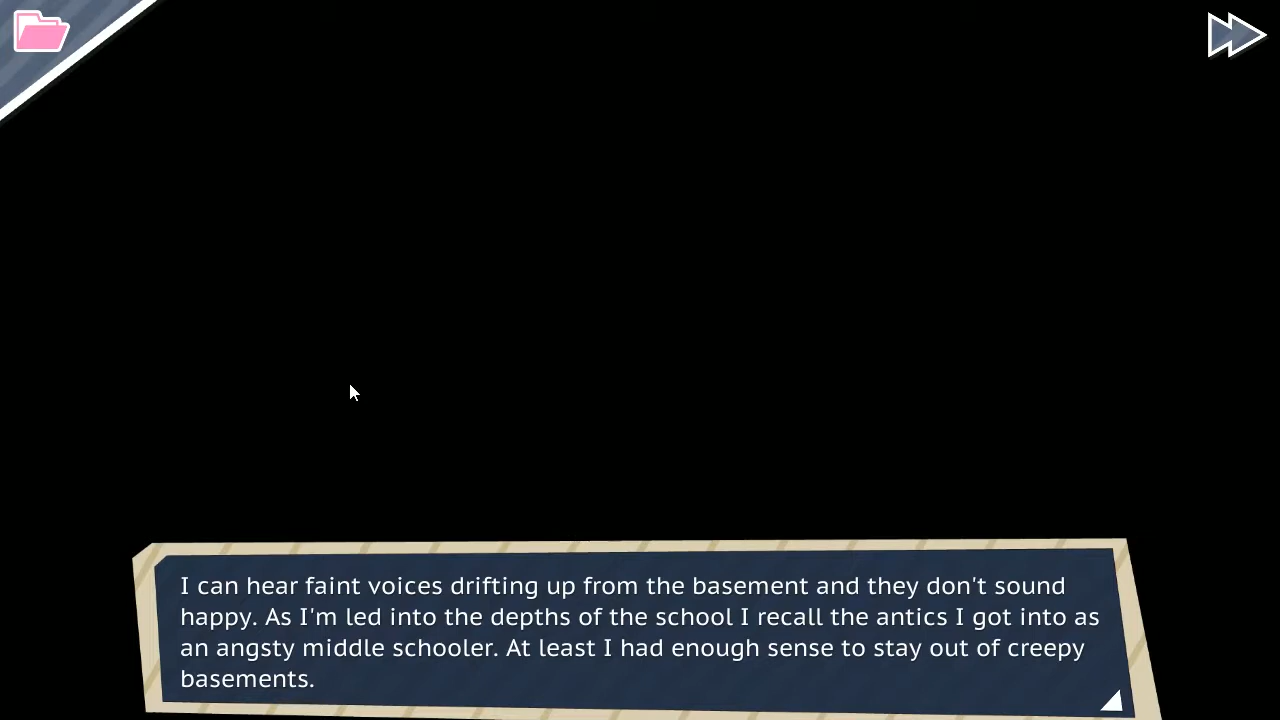 I can hear faint voices drifting up from the basement and they don't sound
happy. As I'm led into the depths of the school I recall the antics I got into as
an angsty middle schooler. At least I had enough sense to stay out of creepy
basements.